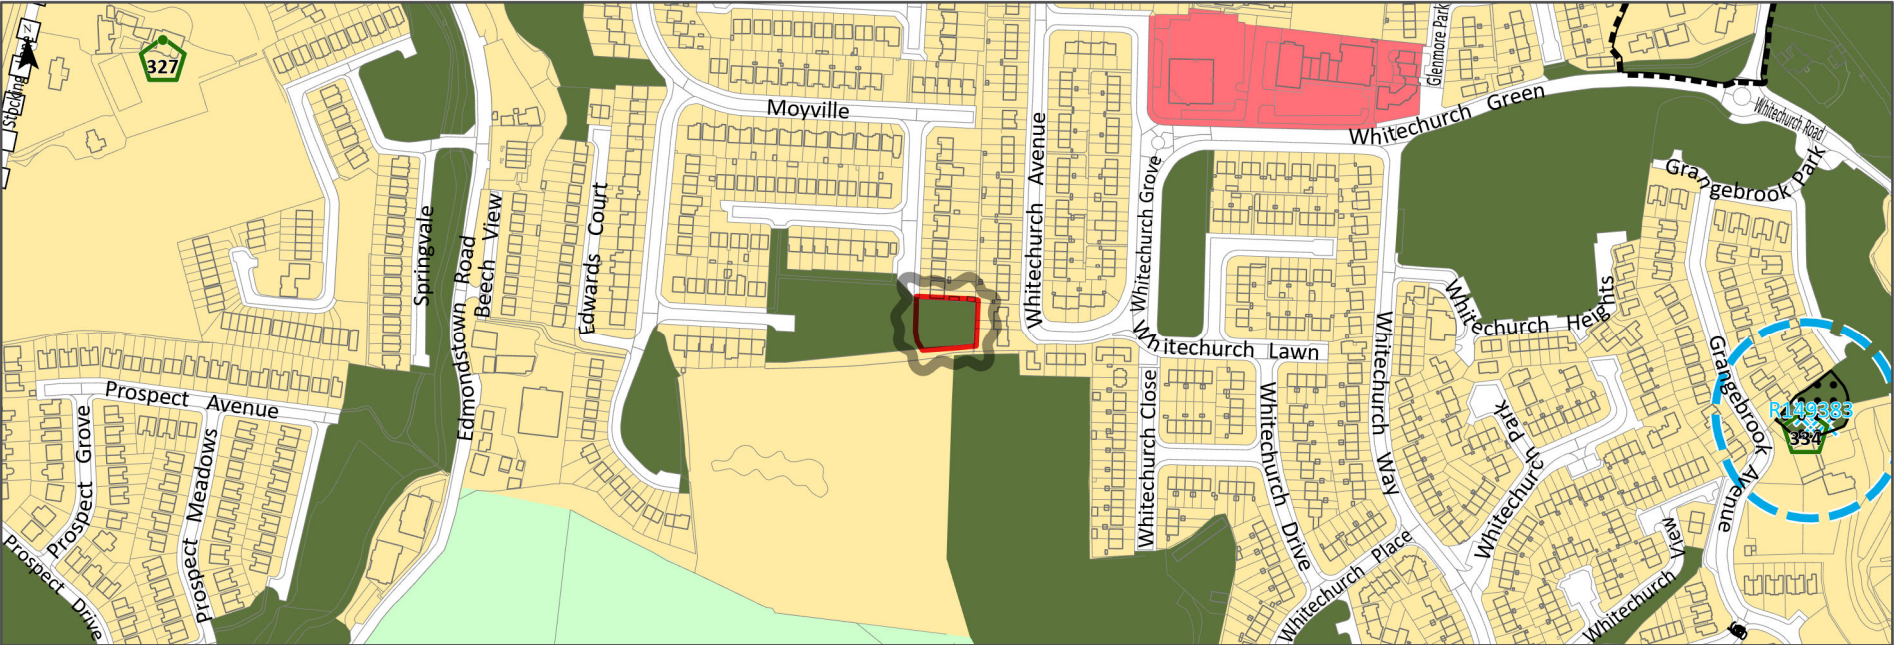 327
Stocking Lane
N
Moyville
Glenmore Park
Whitechurch Green
Whitechurch Road
Whitechurch Avenue
Whitechurch Grove
Grangebrook Park
Springvale
Edmondstown Road
Beech View
Edwards Court
Whitechurch Lawn
Whitechurch Way
Whitechurch Heights
Prospect Avenue
Prospect Grove
Prospect Meadows
Prospect Drive
Whitechurch Close
Whitechurch Drive
Whitechurch Park
Whitechurch Place
Whitechurch View
Grangebrook Avenue
R149383
334